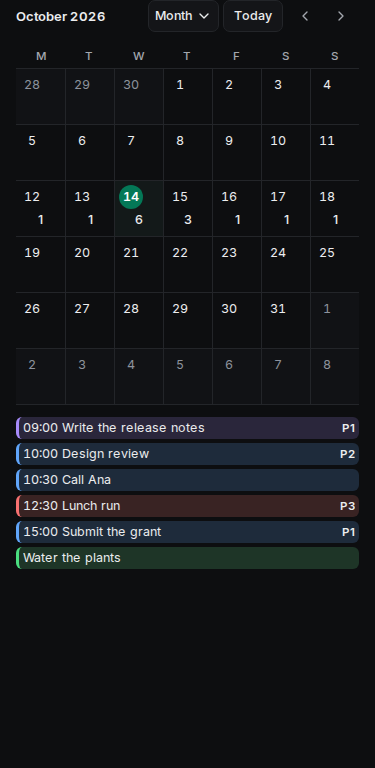 October 2026 Month Today
M T W T F S S
28 29 30 1 2 3 4
5 6 7 8 9 10 11
12 13 14 15 16 17 18
1 1 6 3 1 1 1
19 20 21 22 23 24 25
26 27 28 29 30 31 1
2 3 4 5 6 7 8
09:00 Write the release notes P1
10:00 Design review P2
10:30 Call Ana
12:30 Lunch run P3
15:00 Submit the grant P1
Water the plants